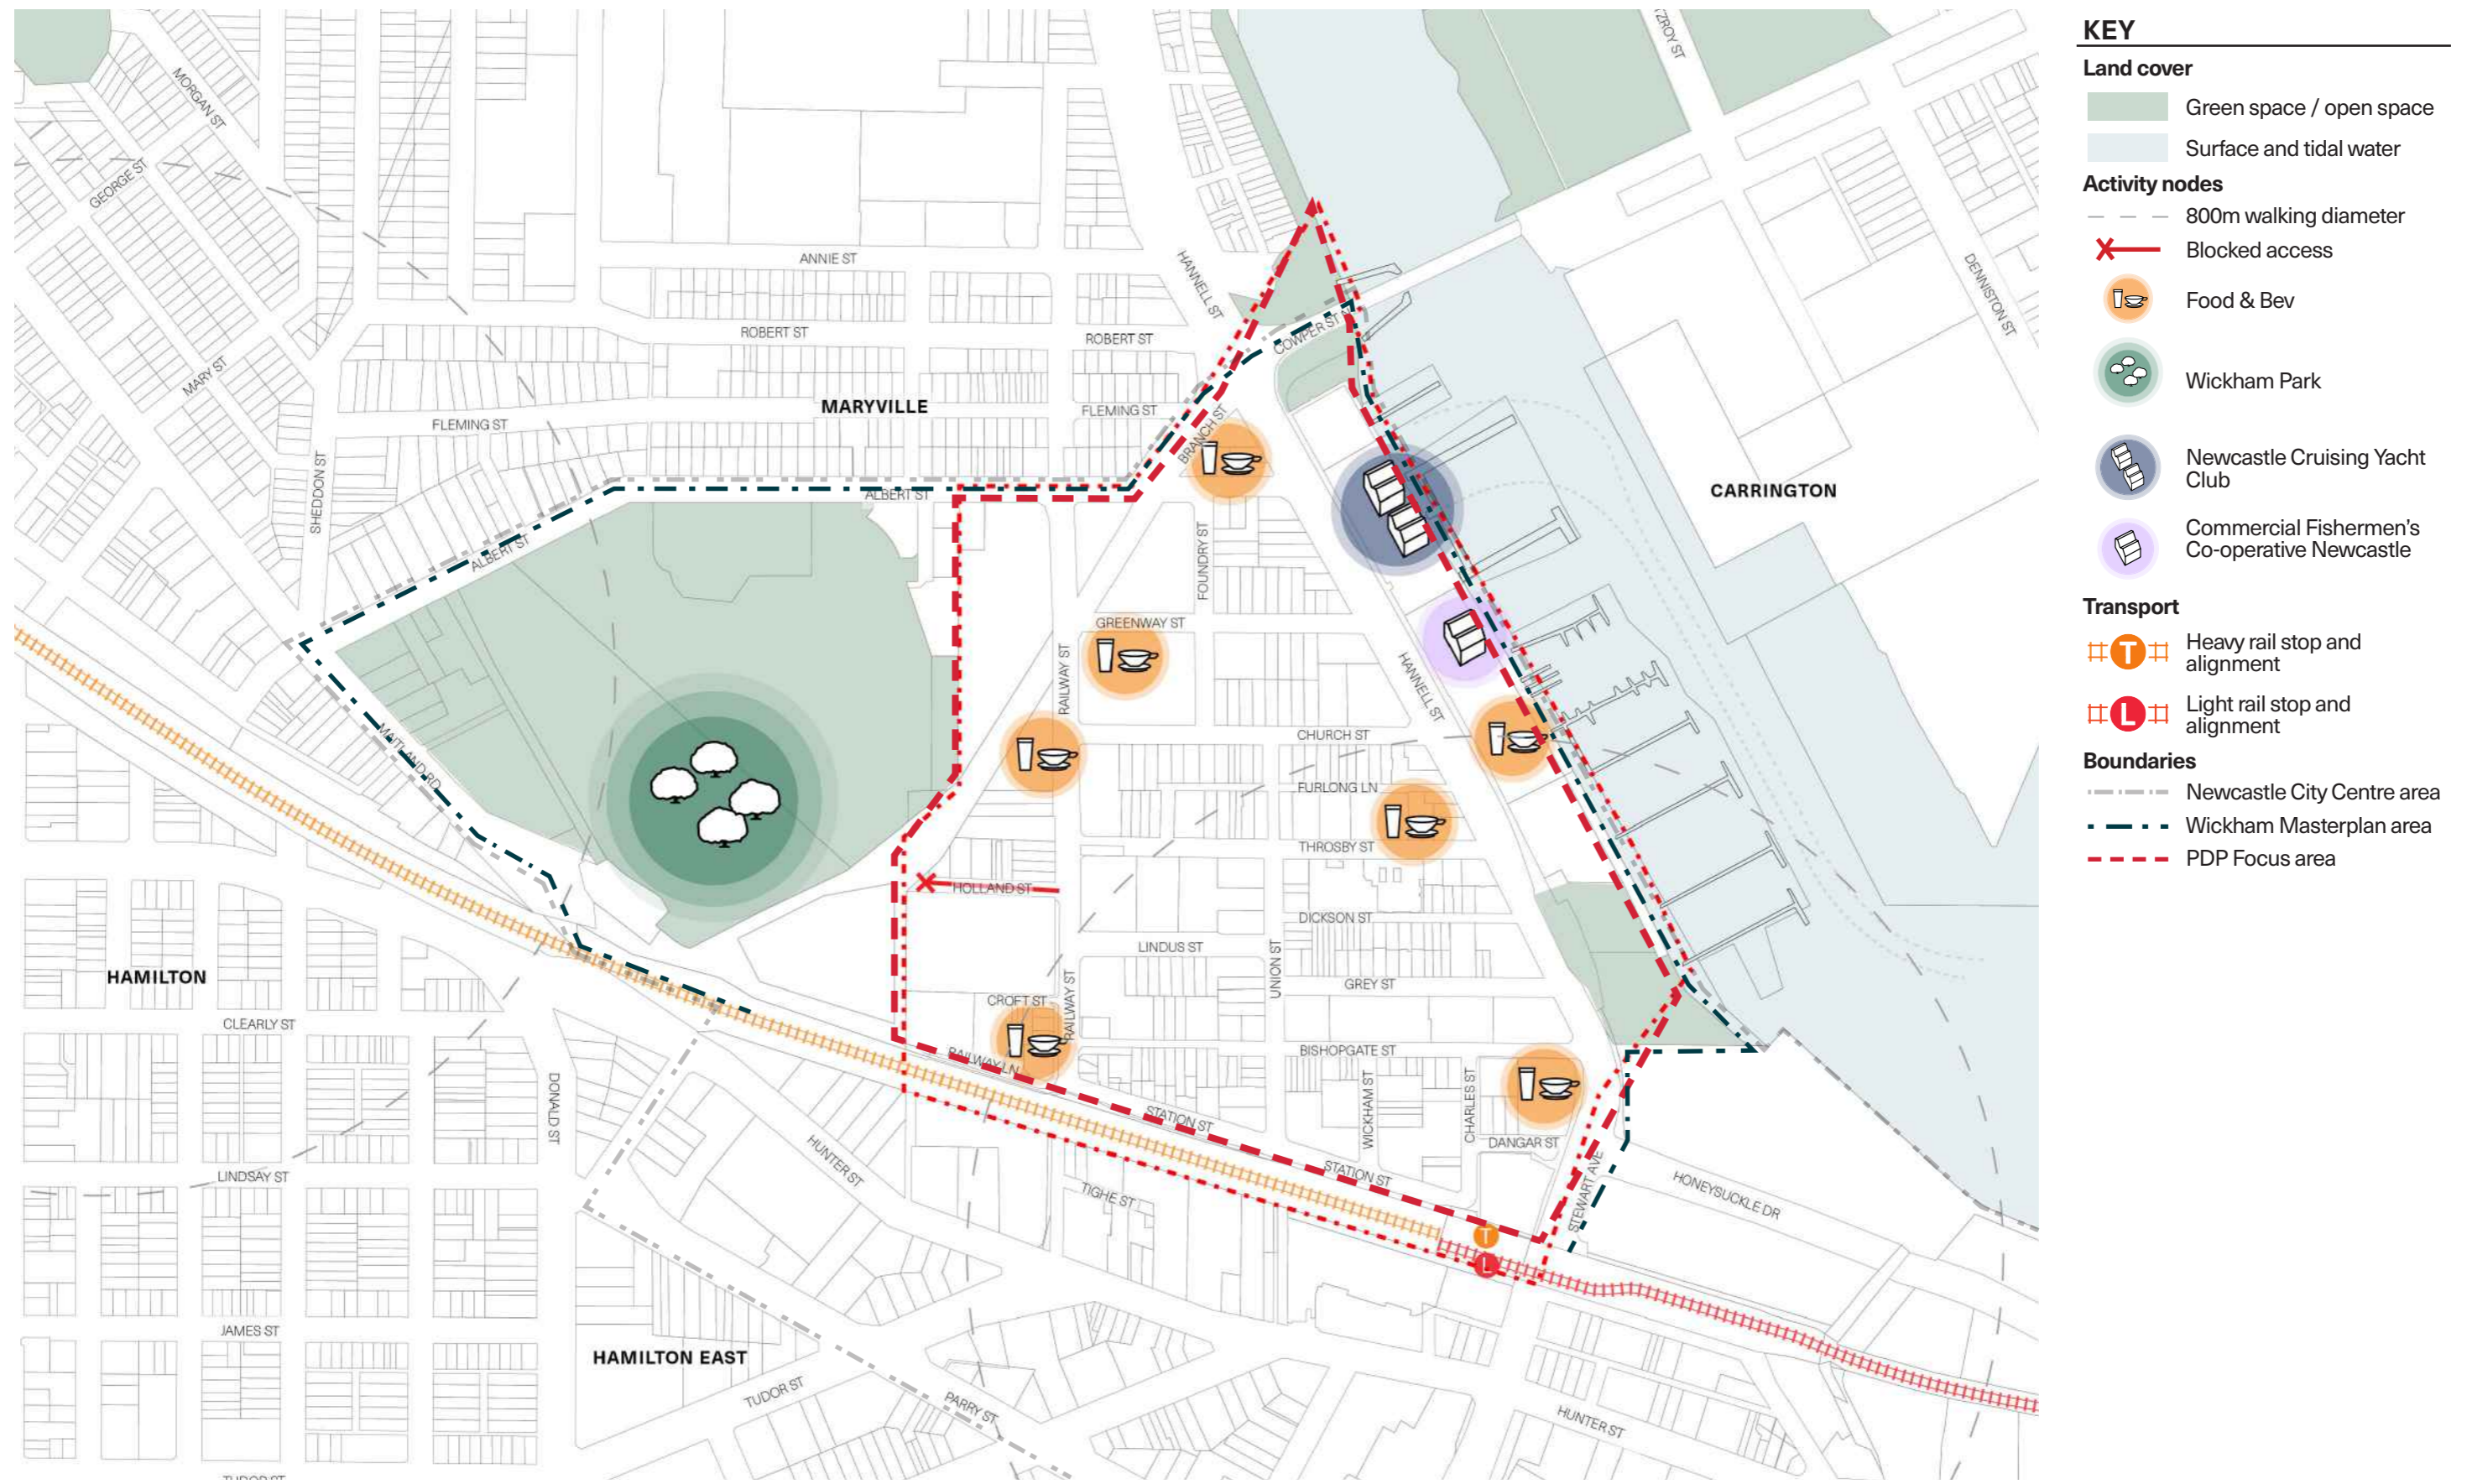 KEY
Land cover
Green space / open space
Surface and tidal water
Activity nodes
800m walking diameter
Blocked access
Food & Bev
Wickham Park
Newcastle Cruising Yacht
Club
Commercial Fishermen's
Co-operative Newcastle
Transport
T
Heavy rail stop and
alignment
L
Light rail stop and
alignment
Boundaries
Newcastle City Centre area
Wickham Masterplan area
PDP Focus area
MORGAN ST
GEORGE ST
MARY ST
SHEDDON ST
ANNIE ST
ROBERT ST
ROBERT ST
HANNELL ST
COWPER ST
DENNISTON ST
MARYVILLE
FLEMING ST
FLEMING ST
BRANCH ST
ALBERT ST
ALBERT ST
CARRINGTON
FOUNDRY ST
GREENWAY ST
RAILWAY ST
HANNELL ST
MAITLAND RD
CHURCH ST
FURLONG LN
THROSBY ST
HOLLAND ST
DICKSON ST
LINDUS ST
UNION ST
GREY ST
HAMILTON
CROFT ST
RAILWAY ST
CLEARLY ST
RAILWAY LN
BISHOPGATE ST
WICKHAM ST
CHARLES ST
DONALD ST
STATION ST
DANGAR ST
HUNTER ST
STATION ST
STEWART AVE
LINDSAY ST
TIGHE ST
HONEYSUCKLE DR
T
L
JAMES ST
HAMILTON EAST
TUDOR ST
PARRY ST
HUNTER ST
TUDOR ST